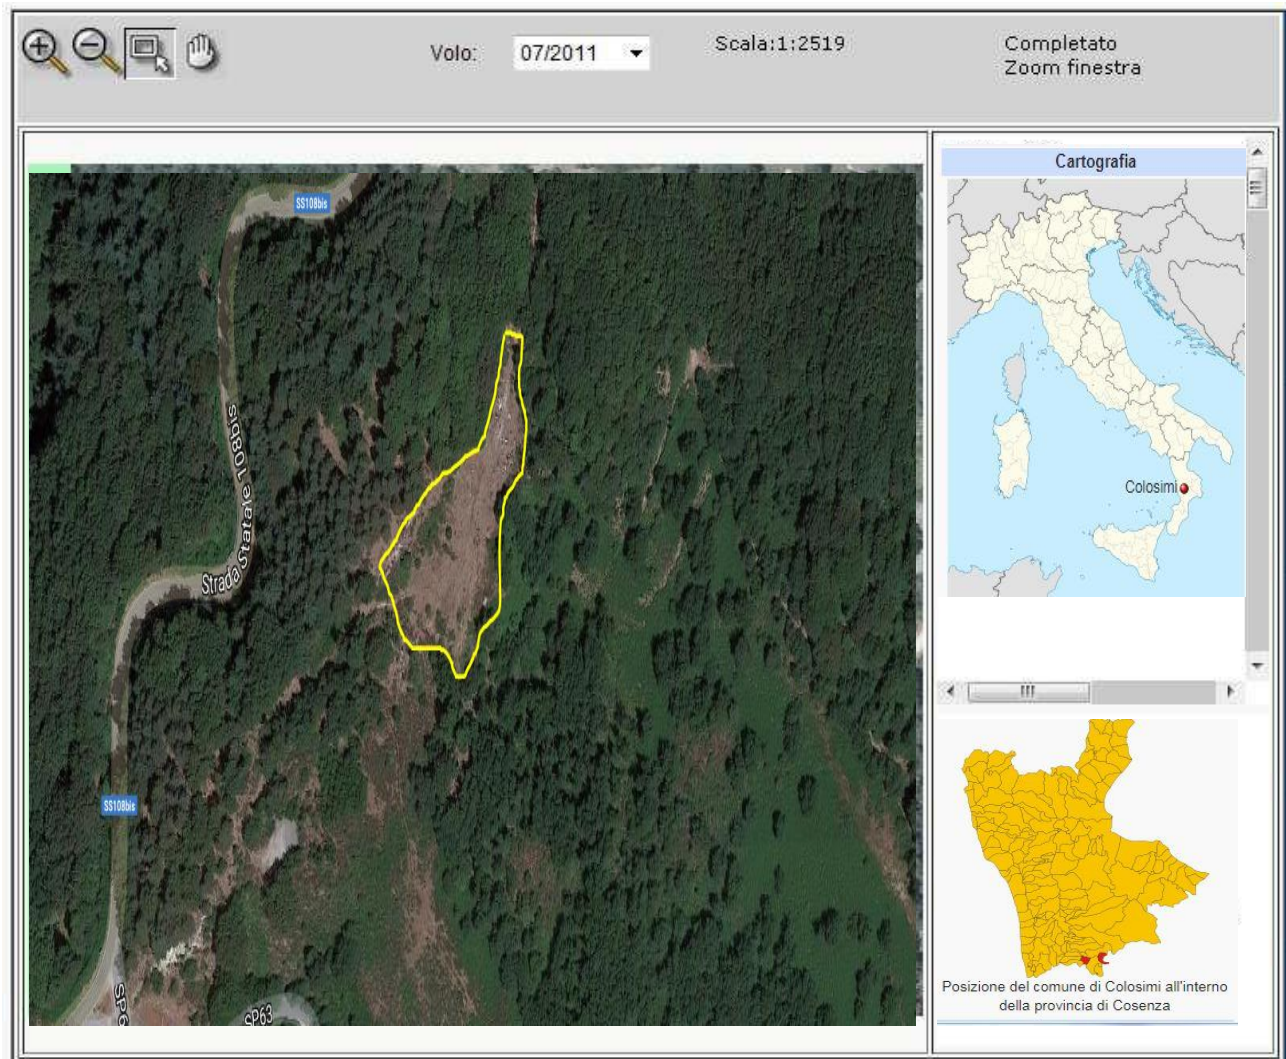 Volo:
07/2011
Scala:1:2519
Completato
Zoom finestra
SS108bis
Strada Statale 108bis
SS108bis
SP6
SP63
Cartografia
Colosimi
Posizione del comune di Colosimi all'interno
della provincia di Cosenza